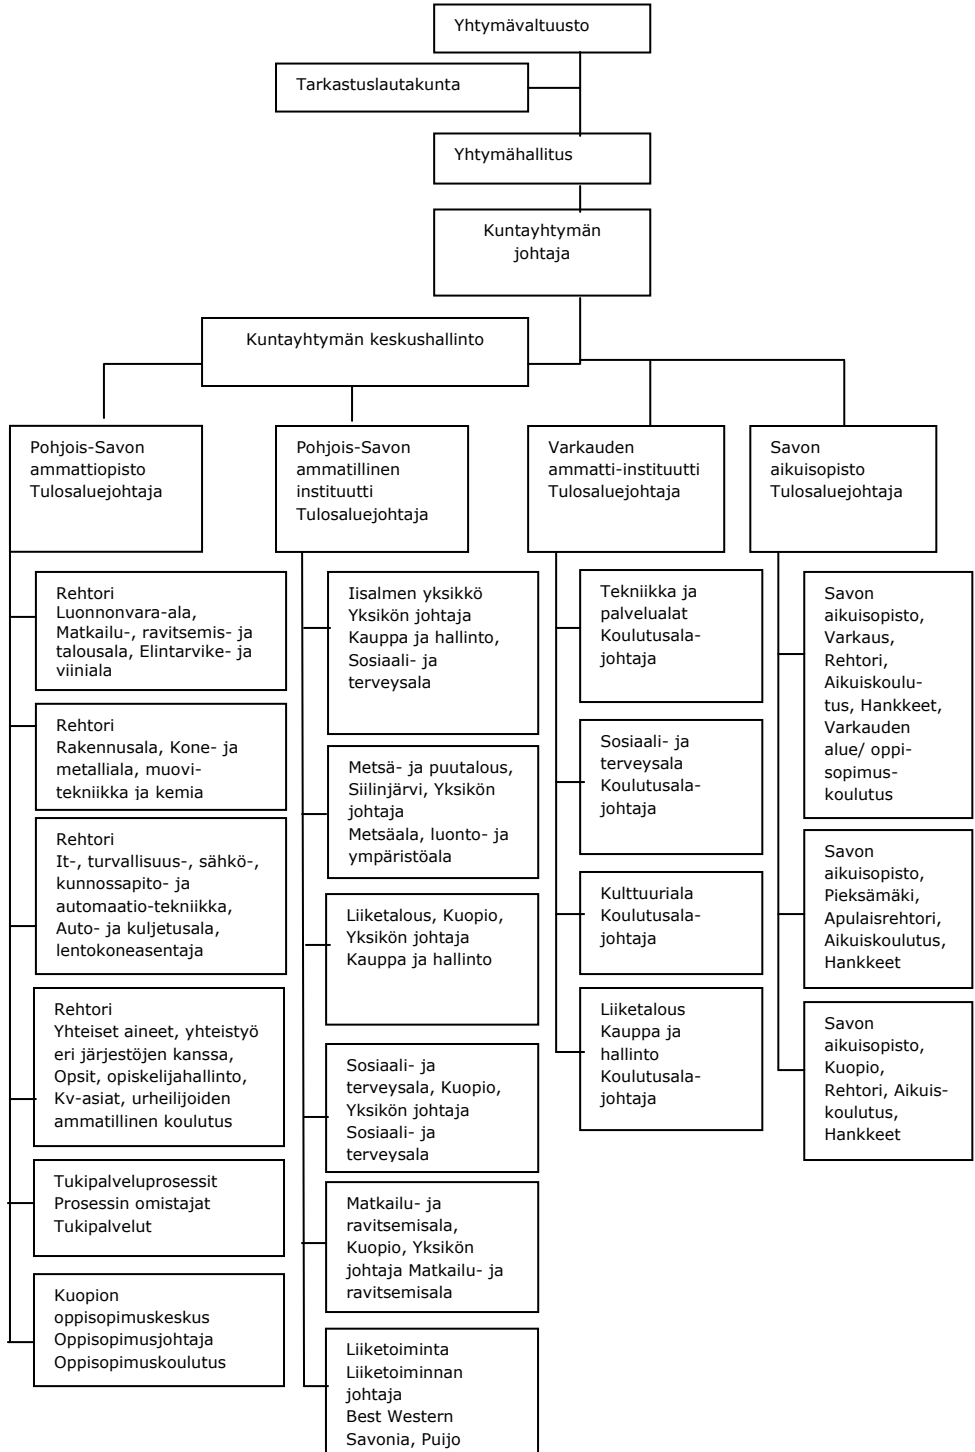 Yhtymävaltuusto
Tarkastuslautakunta
Yhtymähallitus
Kuntayhtymän
johtaja
Kuntayhtymän keskushallinto
Pohjois-Savon
ammattiopisto
Tulosaluejohtaja
Rehtori
Luonnonvara-ala,
Matkailu-, ravitsemis- ja
talousala, Elintarvike- ja
viiniala
Rehtori
Rakennusala, Kone- ja
metalliala, muovi-
tekniikka ja kemia
Rehtori
It-, turvallisuus-, sähkö-,
kunnossapito- ja
automaatio-tekniikka,
Auto- ja kuljetusala,
lentokoneasentaja
Rehtori
Yhteiset aineet, yhteistyö
eri järjestöjen kanssa,
Opsit, opiskelijahallinto,
Kv-asiat, urheilijoiden
ammatillinen koulutus
Tukipalveluprosessit
Prosessin omistajat
Tukipalvelut
Kuopion
oppisopimuskeskus
Oppisopimusjohtaja
Oppisopimuskoulutus
Pohjois-Savon
ammatillinen
instituutti
Tulosaluejohtaja
Iisalmen yksikkö
Yksikön johtaja
Kauppa ja hallinto,
Sosiaali- ja
terveysala
Metsä- ja puutalous,
Siilinjärvi, Yksikön
johtaja
Metsäala, luonto- ja
ympäristöala
Liiketalous, Kuopio,
Yksikön johtaja
Kauppa ja hallinto
Sosiaali- ja
terveysala, Kuopio,
Yksikön johtaja
Sosiaali- ja
terveysala
Matkailu- ja
ravitsemisala,
Kuopio, Yksikön
johtaja Matkailu- ja
ravitsemisala
Liiketoiminta
Liiketoiminnan
johtaja
Best Western
Savonia, Puijo
Varkauden
ammatti-instituutti
Tulosaluejohtaja
Tekniikka ja
palvelualat
Koulutusala-
johtaja
Sosiaali- ja
terveysala
Koulutusala-
johtaja
Kulttuuriala
Koulutusala-
johtaja
Liiketalous
Kauppa ja
hallinto
Koulutusala-
johtaja
Savon
aikuisopisto
Tulosaluejohtaja
Savon
aikuisopisto,
Varkaus,
Rehtori,
Aikuiskoulu-
tus, Hankkeet,
Varkauden
alue/ oppi-
sopimus-
koulutus
Savon
aikuisopisto,
Pieksämäki,
Apulaisrehtori,
Aikuiskoulutus,
Hankkeet
Savon
aikuisopisto,
Kuopio,
Rehtori, Aikuis-
koulutus,
Hankkeet